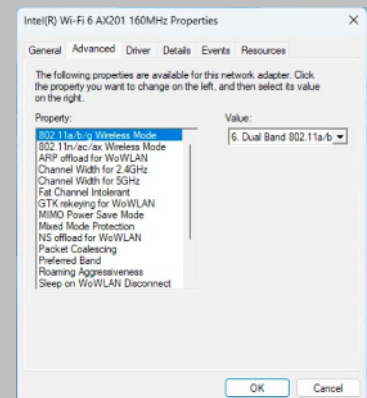 Intel(R) Wi-Fi 6 AX201 160MHz Properties
General Advanced Driver Details Events Resources
The following properties are available for this network adapter. Click
the property you want to change on the left, and then select its value
on the right.
Property:
Value:
802.11a/b/g Wireless Mode
6. Dual Band 802.11a/b
802.11n/ac/ax Wireless Mode
ARP offload for WoWLAN
Channel Width for 2.4GHz
Channel Width for 5GHz
Fat Channel Intolerant
GTK rekeying for WoWLAN
MIMO Power Save Mode
Mixed Mode Protection
NS offload for WoWLAN
Packet Coalescing
Preferred Band
Roaming Aggressiveness
Sleep on WoWLAN Disconnect
OK Cancel